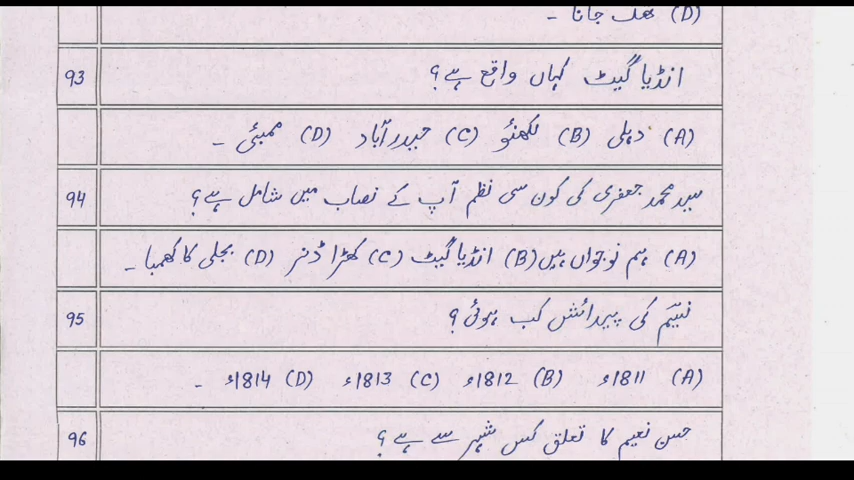 (D) بھک جانا -
93 انڈیا گیٹ کہاں واقع ہے؟
(A) دہلی (B) لکھنؤ (C) حیدرآباد (D) ممبئی -
94 سید محمد جعفری کی کون سی نظم آپ کے نصاب میں شامل ہے؟
(A) ہم نوجواں ہیں (B) انڈیا گیٹ (C) کھڑا ڈنر (D) بجلی کا کھمبا -
95 نسیم کی پیدائش کب ہوئی؟
(A) 1811ء (B) 1812ء (C) 1813ء (D) 1814ء -
96 حسن نعیم کا تعلق کس شہر سے ہے؟